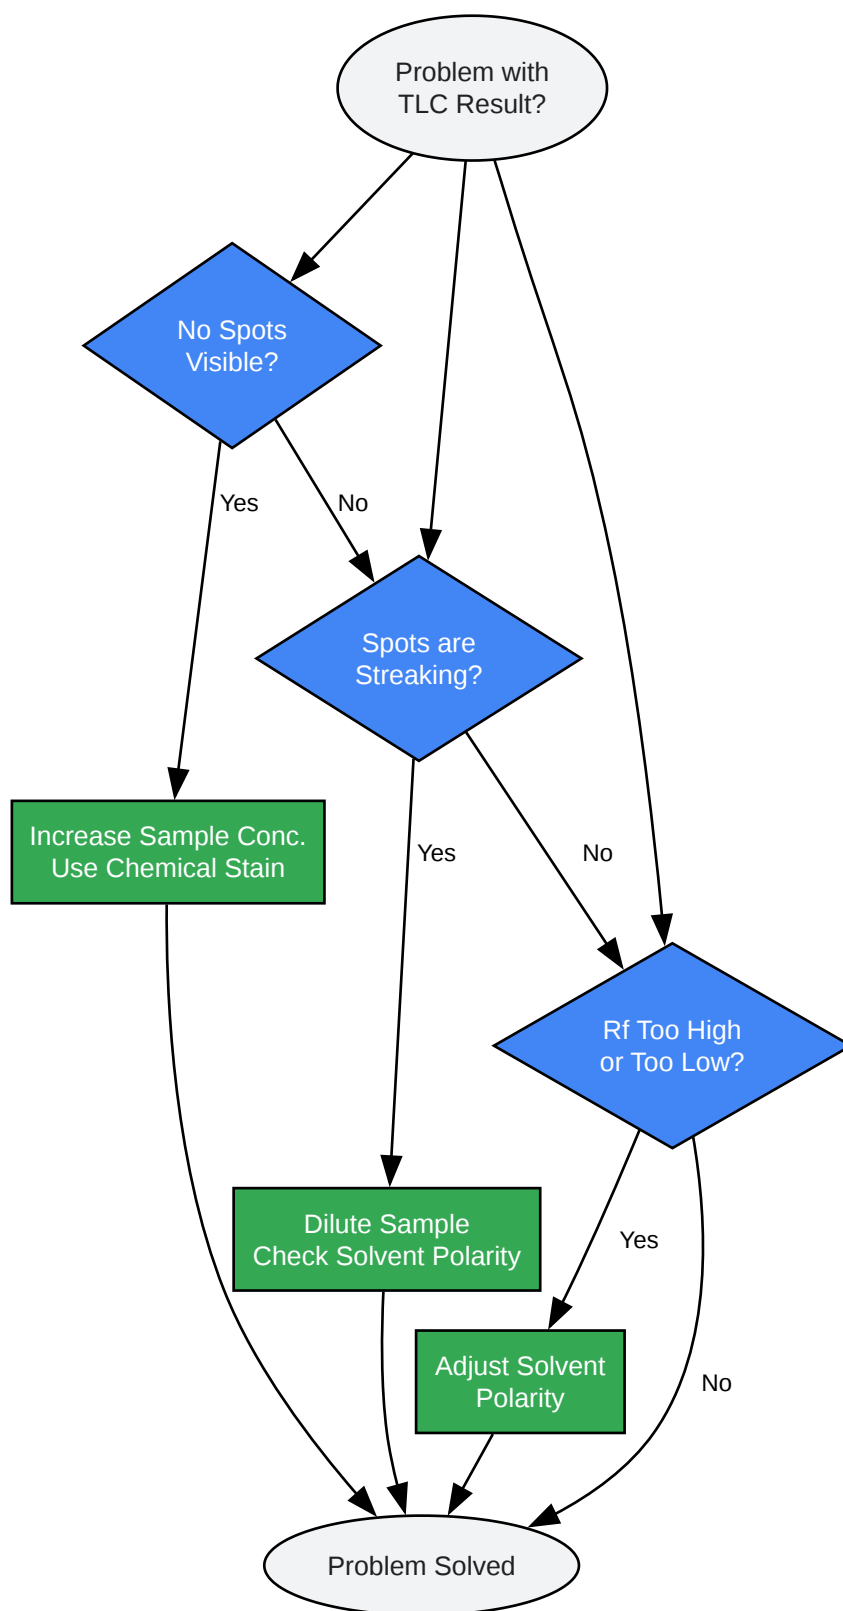 Problem with
TLC Result?
No Spots
Visible?
Yes
No
Spots are
Streaking?
Increase Sample Conc.
Use Chemical Stain
Yes
No
Rf Too High
or Too Low?
Dilute Sample
Check Solvent Polarity
Yes
Adjust Solvent
Polarity
No
Problem Solved